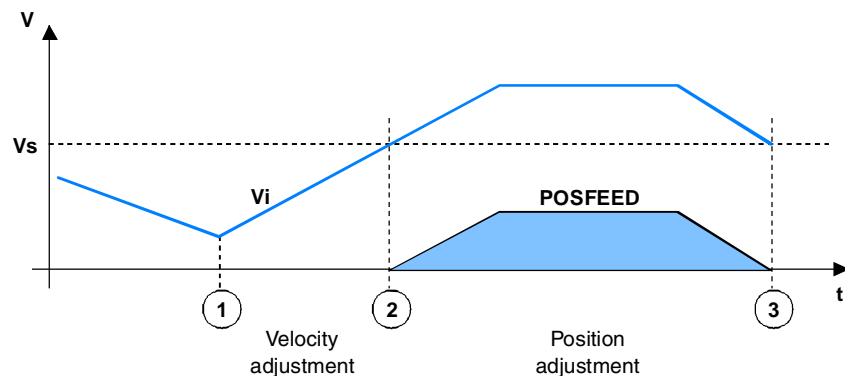 V
Vs
Vi
POSFEED
t
1
2
3
Velocity
adjustment
Position
adjustment